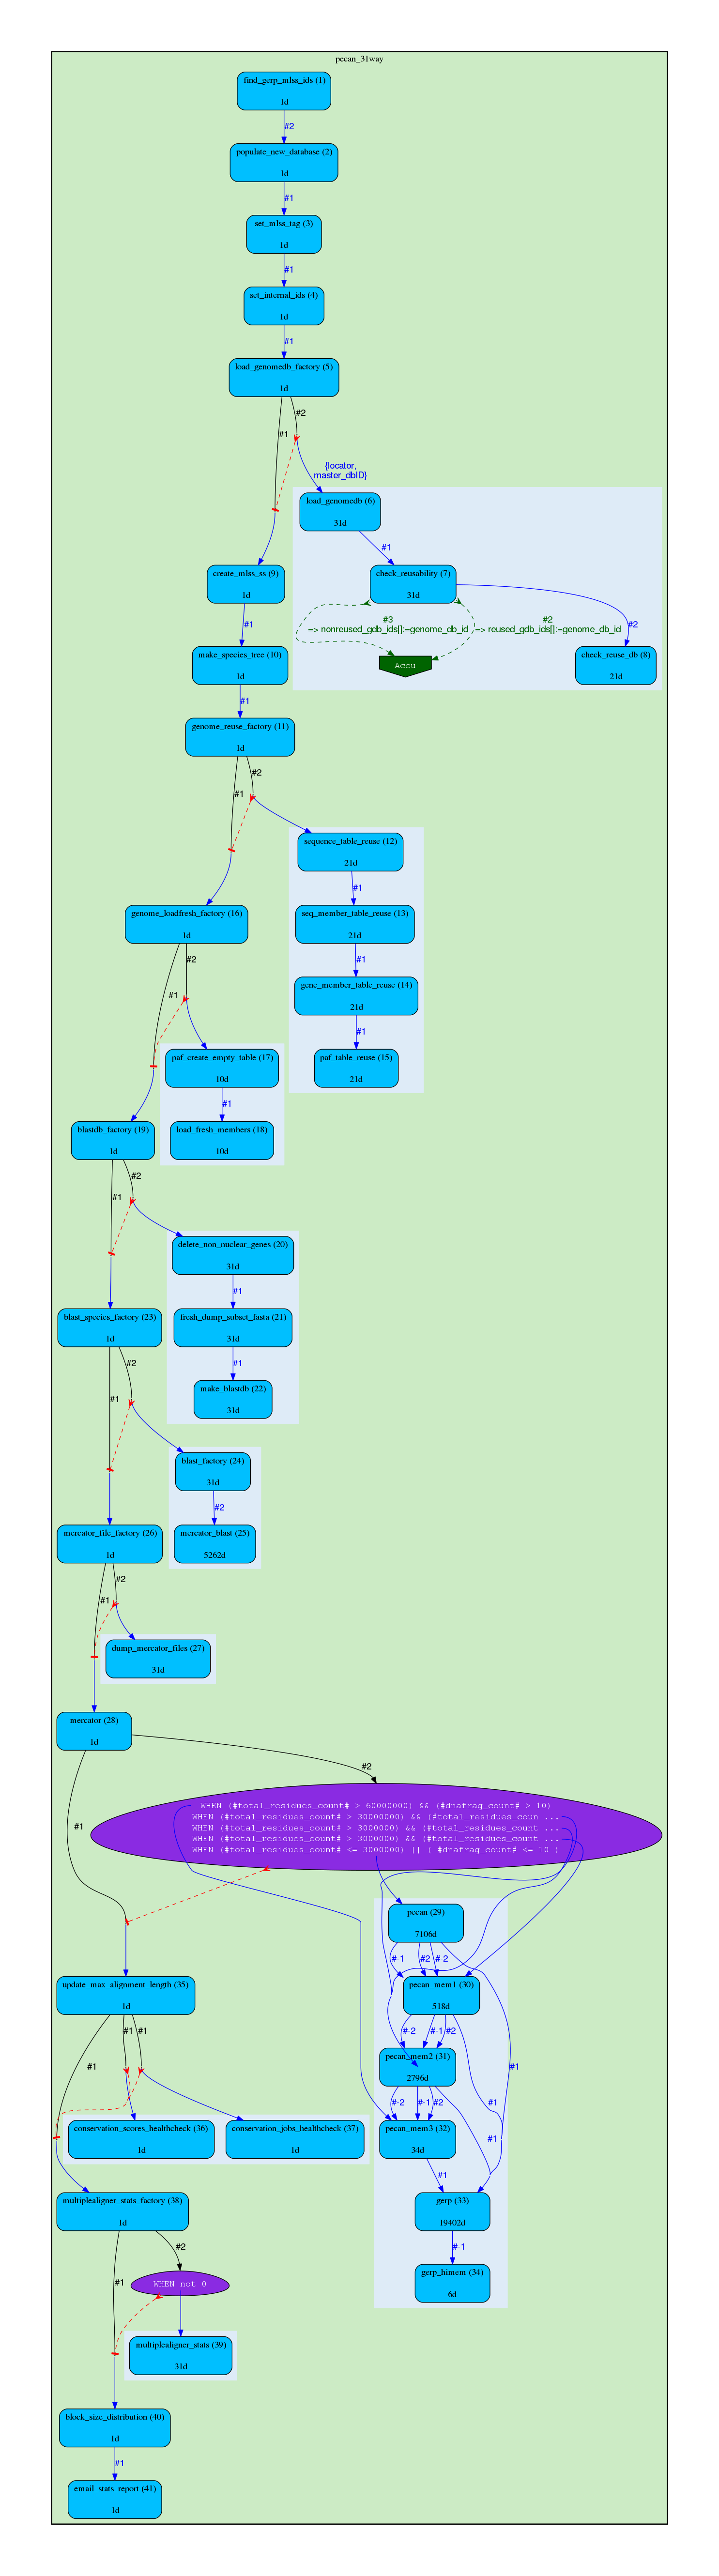 pecan_31way
find_gerp_mlss_ids (1)
1d
#2
populate_new_database (2)
1d
#1
set_mlss_tag (3)
1d
#1
set_internal_ids (4)
1d
#1
load_genomedb_factory (5)
1d
#2
#1
{locator,
master_dbID}
load_genomedb (6)
31d
#1
create_mlss_ss (9)
1d
check_reusability (7)
31d
#1
#3
=> nonreused_gdb_ids[]:=genome_db_id
#2
=> reused_gdb_ids[]:=genome_db_id
#2
make_species_tree (10)
1d
Accu
check_reuse_db (8)
21d
#1
genome_reuse_factory (11)
1d
#2
#1
sequence_table_reuse (12)
21d
#1
genome_loadfresh_factory (16)
1d
seq_member_table_reuse (13)
21d
#2
#1
#1
gene_member_table_reuse (14)
21d
#1
paf_create_empty_table (17)
10d
paf_table_reuse (15)
21d
#1
blastdb_factory (19)
1d
load_fresh_members (18)
10d
#2
#1
delete_non_nuclear_genes (20)
31d
#1
blast_species_factory (23)
1d
fresh_dump_subset_fasta (21)
31d
#2
#1
#1
make_blastdb (22)
31d
blast_factory (24)
31d
#2
mercator_file_factory (26)
1d
mercator_blast (25)
5262d
#2
#1
dump_mercator_files (27)
31d
mercator (28)
1d
#2
WHEN (#total_residues_count# > 60000000) && (#dnafrag_count# > 10)
WHEN (#total_residues_count# > 30000000) && (#total_residues_coun ...
WHEN (#total_residues_count# > 3000000) && (#total_residues_count ...
WHEN (#total_residues_count# > 3000000) && (#total_residues_count ...
WHEN (#total_residues_count# <= 3000000) || ( #dnafrag_count# <= 10 )
#1
pecan (29)
7106d
#-1
#2
#-2
update_max_alignment_length (35)
1d
pecan_mem1 (30)
518d
#1
#1
#-2
#-1
#2
#1
pecan_mem2 (31)
2796d
#1
#-2
#-1
#2
#1
#1
conservation_scores_healthcheck (36)
1d
conservation_jobs_healthcheck (37)
1d
pecan_mem3 (32)
34d
#1
multiplealigner_stats_factory (38)
1d
gerp (33)
19402d
#2
#1
#-1
WHEN not 0
gerp_himem (34)
6d
multiplealigner_stats (39)
31d
block_size_distribution (40)
1d
#1
email_stats_report (41)
1d